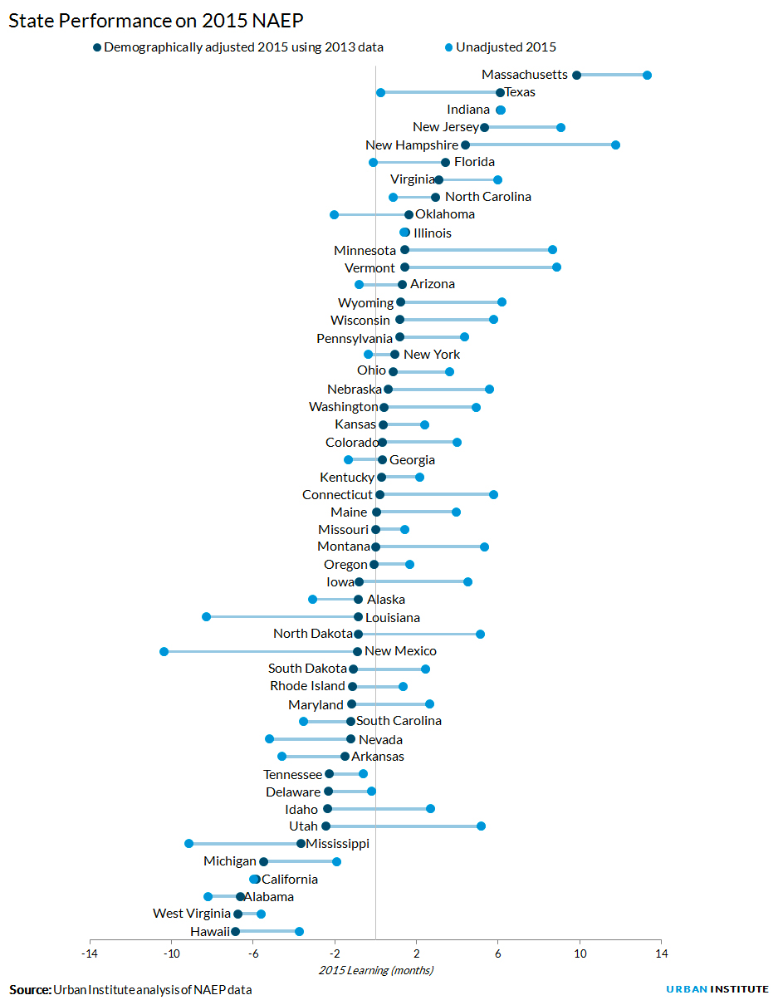 State Performance on 2015 NAEP
Demographically adjusted 2015 using 2013 data Unadjusted 2015
Massachusetts
Texas
Indiana
New Jersey
New Hampshire
Florida
Virginia
North Carolina
Oklahoma
Illinois
Minnesota
Vermont
Arizona
Wyoming
Wisconsin
Pennsylvania
New York
Ohio
Nebraska
Washington
Kansas
Colorado
Georgia
Kentucky
Connecticut
Maine
Missouri
Montana
Oregon
Iowa
Alaska
Louisiana
North Dakota
New Mexico
South Dakota
Rhode Island
Maryland
South Carolina
Nevada
Arkansas
Tennessee
Delaware
Idaho
Utah
Mississippi
Michigan
California
Alabama
West Virginia
Hawaii
-14 -10 -6 -2 2 6 10 14
2015 Learning (months)
Source: Urban Institute analysis of NAEP data URBAN INSTITUTE